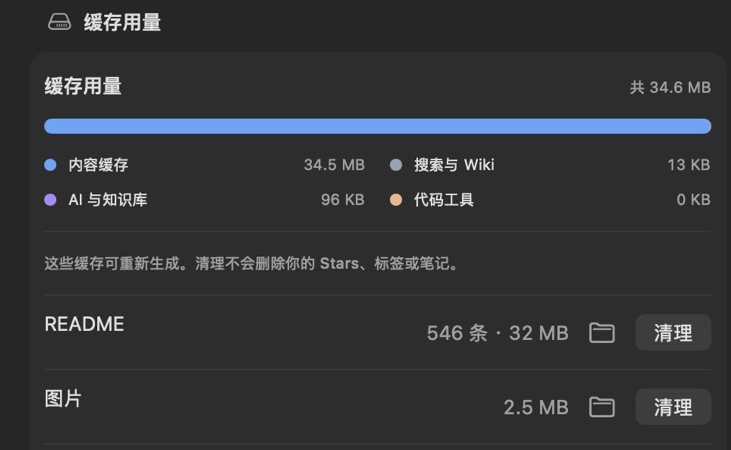 缓存用量
缓存用量 共 34.6 MB
内容缓存 34.5 MB 搜索与 Wiki 13 KB
AI 与知识库 96 KB 代码工具 0 KB
这些缓存可重新生成。清理不会删除你的 Stars、标签或笔记。
README 546 条 · 32 MB 清理
图片 2.5 MB 清理